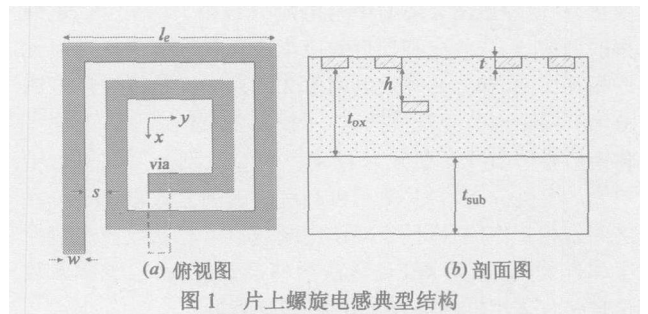 l_e
y
x
via
s
w
(a) 俯视图
t
h
t_ox
t_sub
(b) 剖面图
图 1 片上螺旋电感典型结构